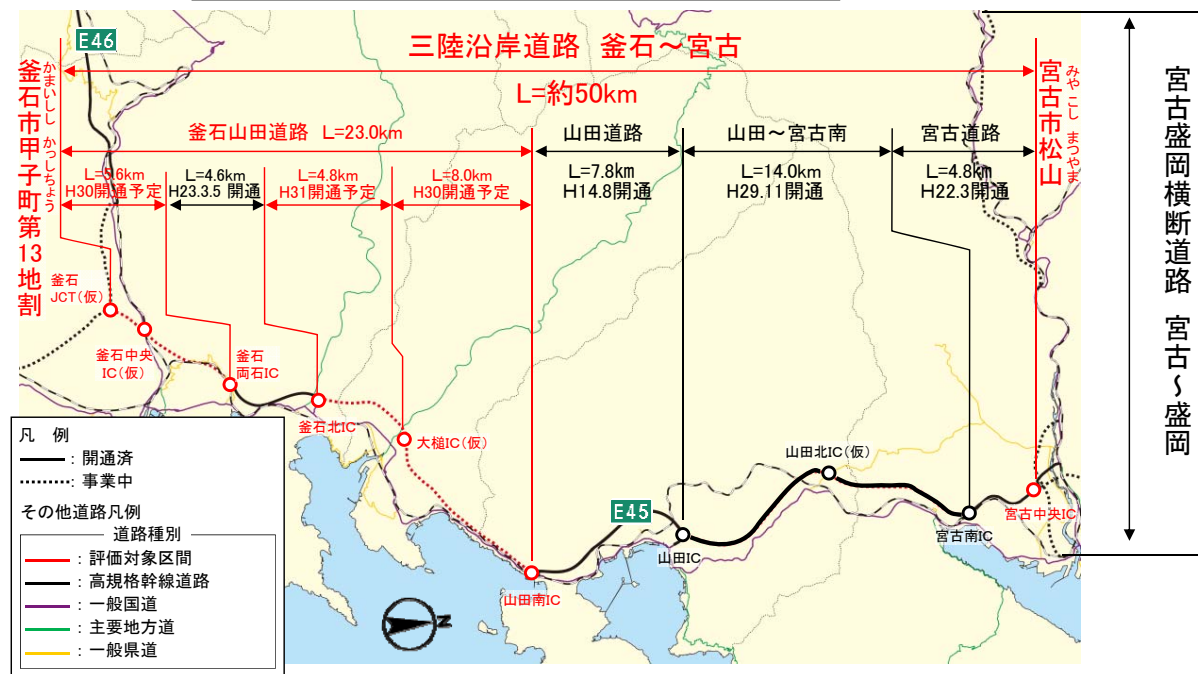 E46
三陸沿岸道路 釜石～宮古
L=約50km
かまいしし かっしちょう
釜石市甲子町第13地割
みやこし まつやま
宮古市松山
宮古盛岡横断道路 宮古～盛岡
釜石山田道路 L=23.0km
山田道路
山田～宮古南
宮古道路
L=5.6km
H30開通予定
L=4.6km
H23.3.5 開通
L=4.8km
H31開通予定
L=8.0km
H30開通予定
L=7.8km
H14.8開通
L=14.0km
H29.11開通
L=4.8km
H22.3開通
釜石
JCT(仮)
釜石中央
IC(仮)
釜石
両石IC
釜石北IC
大槌IC(仮)
山田南IC
E45
山田IC
山田北IC(仮)
宮古南IC
宮古中央IC
凡 例
：開通済
：事業中
その他道路凡例
道路種別
：評価対象区間
：高規格幹線道路
：一般国道
：主要地方道
：一般県道
N